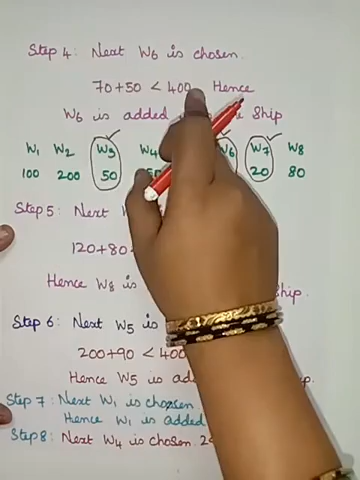 Step 4: Next W6 is chosen.
70+50 < 400 Hence
W6 is added Ship
W1 W2 W3 W4 W6 W7 W8
100 200 50 20 80
Step 5: Next
120+80 <
Hence W8 is ship.
Step 6: Next W5 is
200+90 < 400
Hence W5 is
Step 7: Next W1 is chosen.
Hence W1 is added
Step 8: Next W4 is chosen.